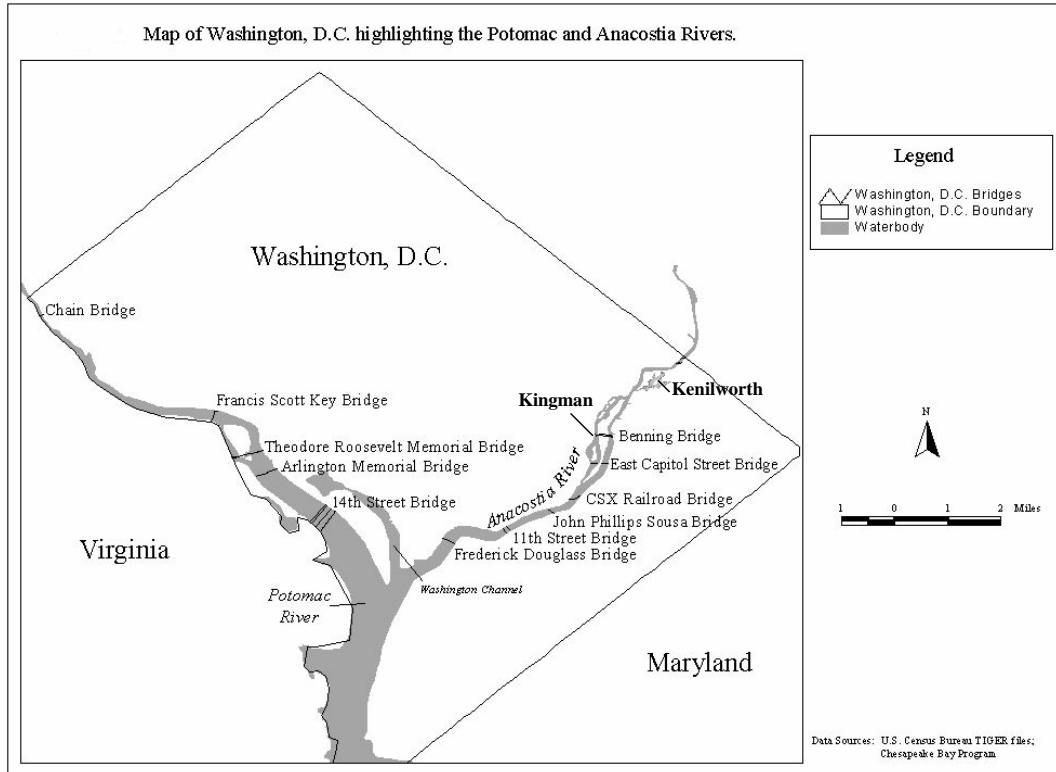 Map of Washington, D.C. highlighting the Potomac and Anacostia Rivers.
Legend
Washington, D.C. Bridges
Washington, D.C. Boundary
Waterbody
Washington, D.C.
Chain Bridge
Francis Scott Key Bridge
Theodore Roosevelt Memorial Bridge
Arlington Memorial Bridge
14th Street Bridge
Kingman
Kenilworth
Benning Bridge
East Capitol Street Bridge
Anacostia River
CSX Railroad Bridge
John Phillips Sousa Bridge
11th Street Bridge
Frederick Douglass Bridge
Washington Channel
Virginia
Potomac
River
Maryland
N
1 0 1 2 Miles
Data Sources: U.S. Census Bureau TIGER files;
Chesapeake Bay Program